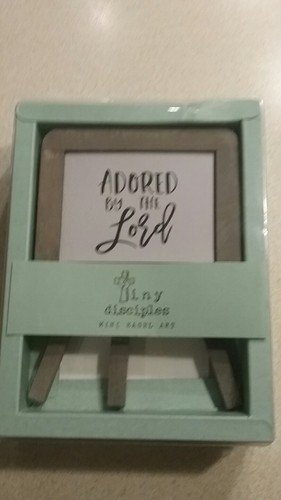 ADORED
BY THE
Lord
Tiny
disciples
MINI EASEL ART